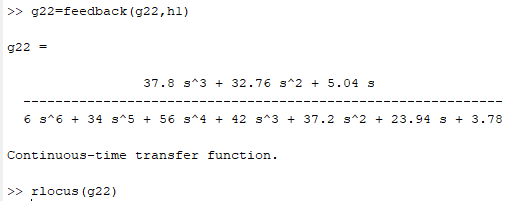 >> g22=feedback(g22,h1)
g22 =
37.8 s^3 + 32.76 s^2 + 5.04 s
---------------------------------------------------------------
6 s^6 + 34 s^5 + 56 s^4 + 42 s^3 + 37.2 s^2 + 23.94 s + 3.78
Continuous-time transfer function.
>> rlocus(g22)